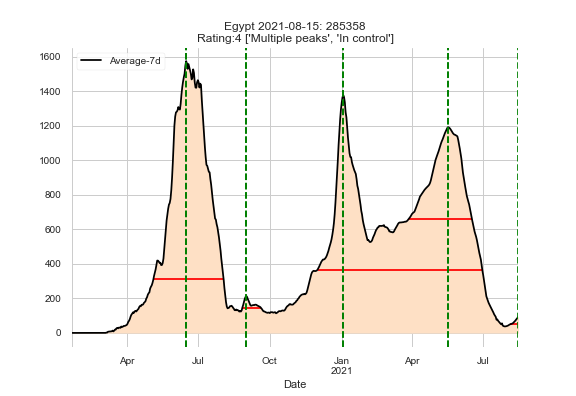 Egypt 2021-08-15: 285358
Rating:4 ['Multiple peaks', 'In control']
Average-7d
1600
1400
1200
1000
800
600
400
200
0
Apr Jul Oct Jan Apr Jul
2021
Date